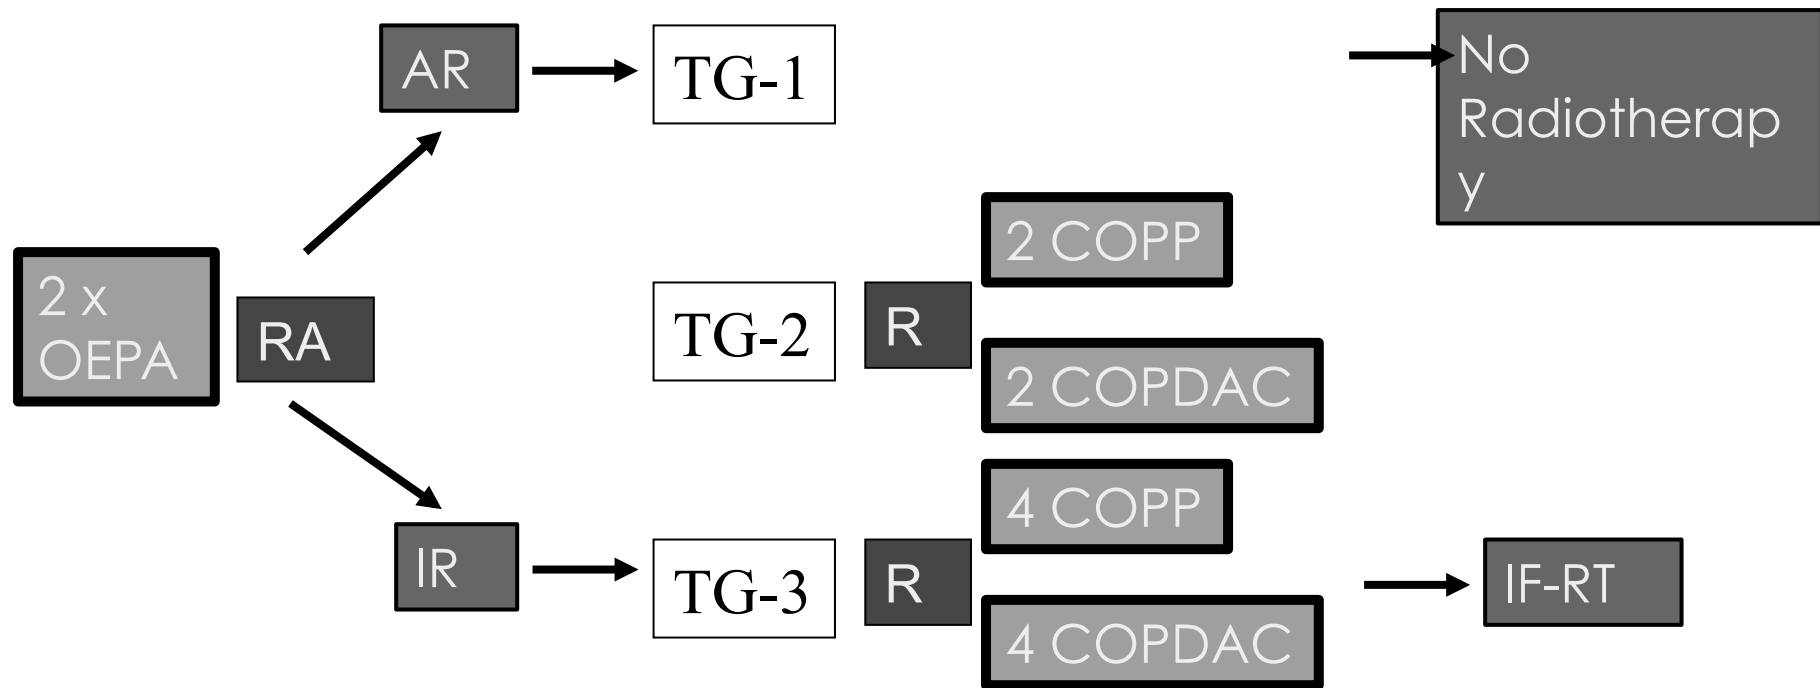 AR
TG-1
No
Radiotherap
y
2 x
OEPA
RA
TG-2
R
2 COPP
2 COPDAC
IR
TG-3
R
4 COPP
4 COPDAC
IF-RT